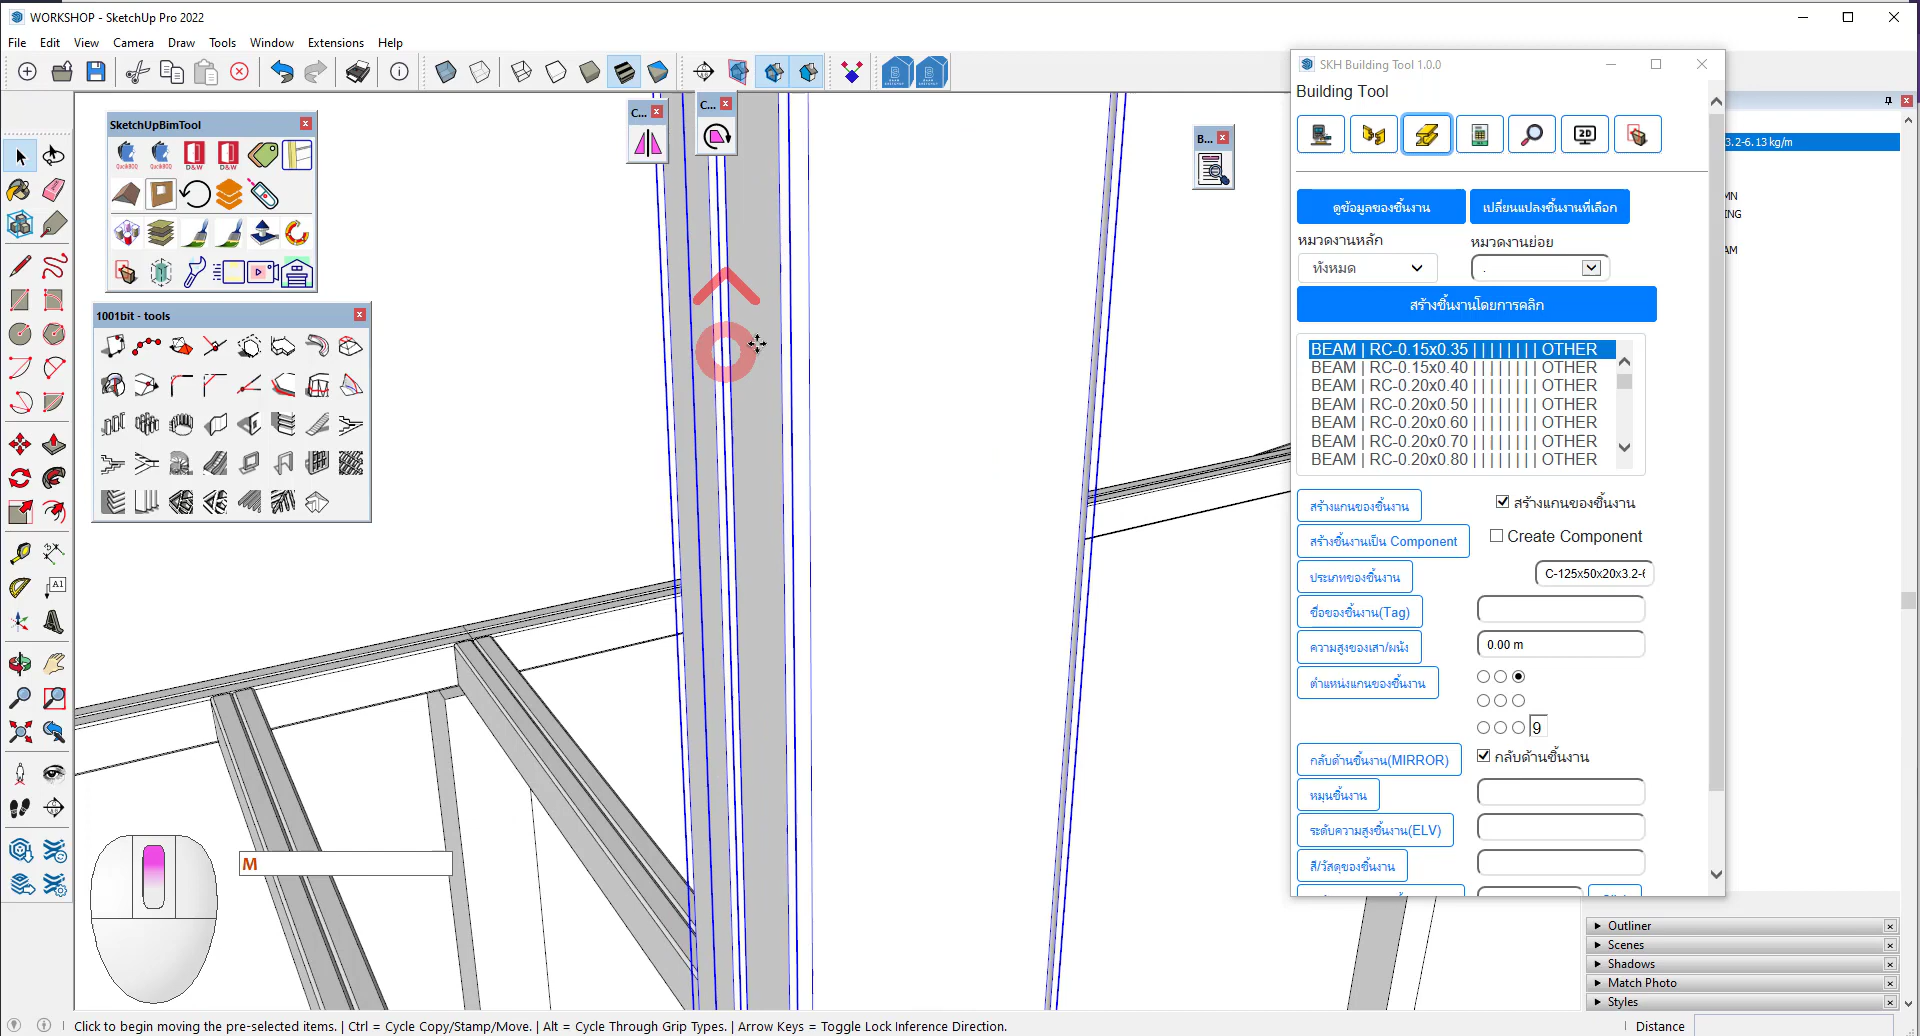 WORKSHOP - SketchUp Pro 2022
File Edit View Camera Draw Tools Window Extensions Help
SketchUpBimTool
QuickBOQ QuickBOQ D&W D&W
1001bit - tools
C...
C...
B...
A1
M
SKH Building Tool 1.0.0
Building Tool
2D
ดูข้อมูลของชิ้นงาน เปลี่ยนแปลงชิ้นงานที่เลือก
หมวดงานหลัก หมวดงานย่อย
ทั้งหมด .
สร้างชิ้นงานโดยการคลิก
BEAM | RC-0.15x0.35 | | | | | | | | OTHER
BEAM | RC-0.15x0.40 | | | | | | | | OTHER
BEAM | RC-0.20x0.40 | | | | | | | | OTHER
BEAM | RC-0.20x0.50 | | | | | | | | OTHER
BEAM | RC-0.20x0.60 | | | | | | | | OTHER
BEAM | RC-0.20x0.70 | | | | | | | | OTHER
BEAM | RC-0.20x0.80 | | | | | | | | OTHER
สร้างแกนของชิ้นงาน สร้างแกนของชิ้นงาน
สร้างชิ้นงานเป็น Component Create Component
ประเภทของชิ้นงาน C-125x50x20x3.2-6
ชื่อของชิ้นงาน(Tag)
ความสูงของเสา/ผนัง 0.00 m
ตำแหน่งแกนของชิ้นงาน
9
กลับด้านชิ้นงาน(MIRROR) กลับด้านชิ้นงาน
หมุนชิ้นงาน
ระดับความสูงชิ้นงาน(ELV)
สี/วัสดุของชิ้นงาน
3.2-6.13 kg/m
MN
ING
AM
Outliner
Scenes
Shadows
Match Photo
Styles
Click to begin moving the pre-selected items. | Ctrl = Cycle Copy/Stamp/Move. | Alt = Cycle Through Grip Types. | Arrow Keys = Toggle Lock Inference Direction.
Distance